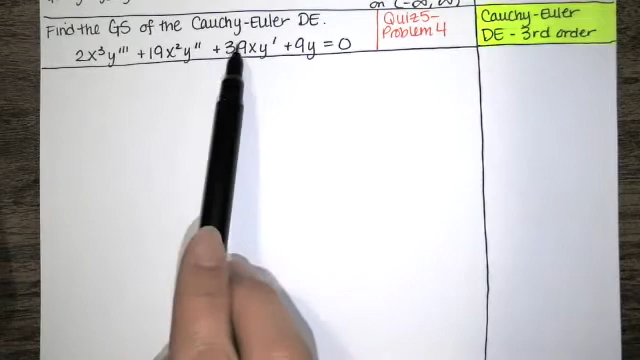 on (-∞, ∞)
Find the GS of the Cauchy-Euler DE.
2x³y''' + 19x²y'' + 39xy' + 9y = 0
Quiz5-
Problem 4
Cauchy-Euler
DE - 3rd order